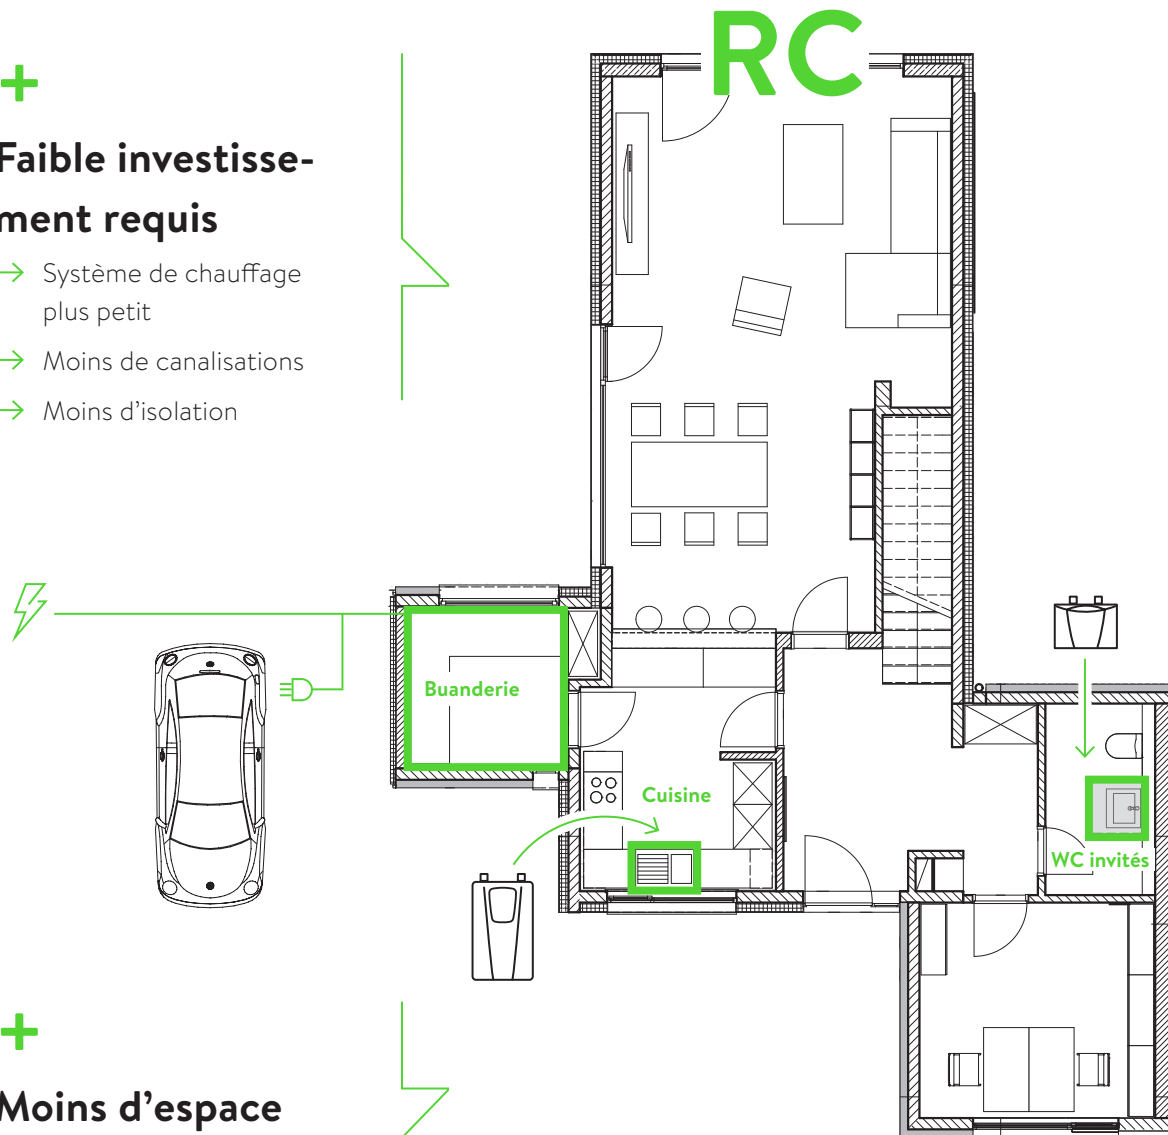 RC
+
Faible investisse-
ment requis
→ Système de chauffage
plus petit
→ Moins de canalisations
→ Moins d’isolation
Buanderie
Cuisine
WC invités
+
Moins d’espace